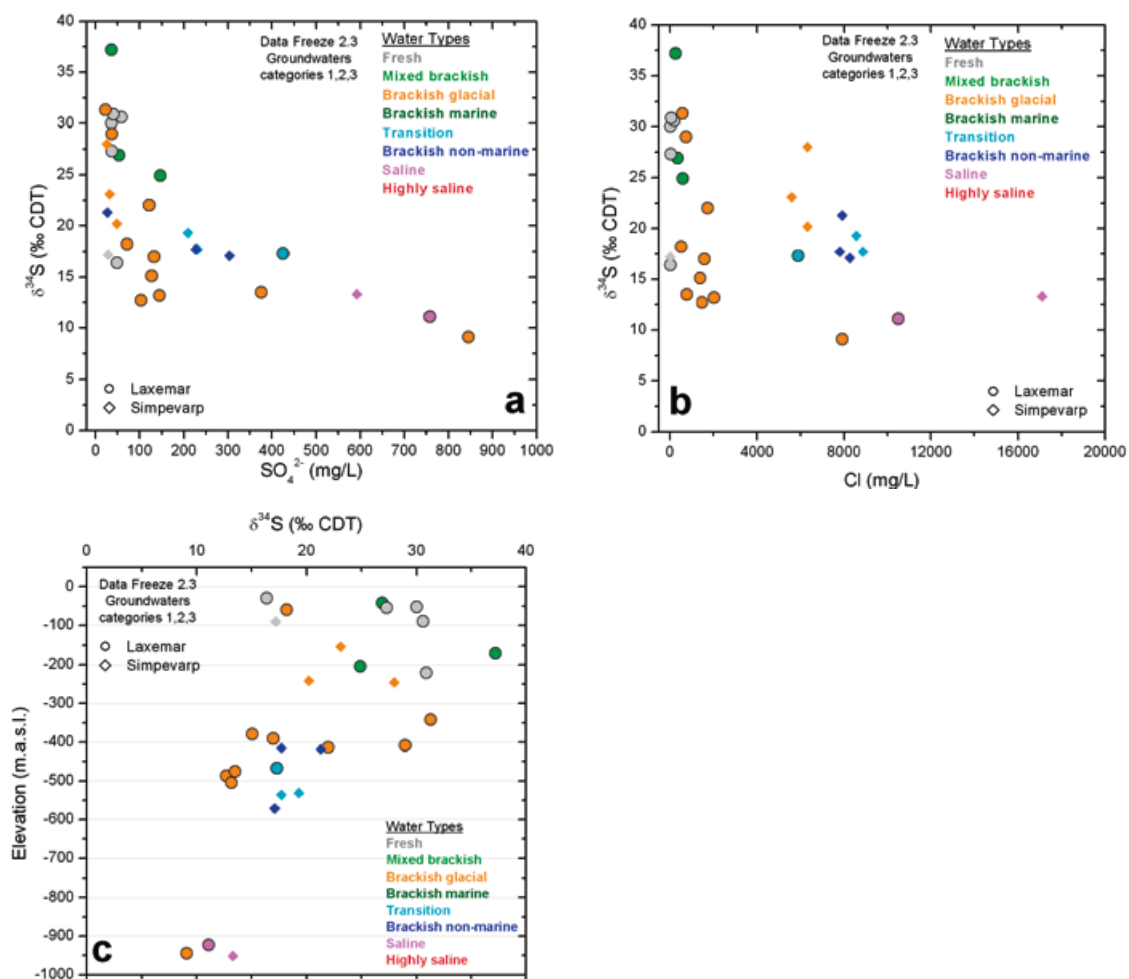 40
35
30
25
20
15
10
5
0
δ³⁴S (‰ CDT)
Data Freeze 2.3
Groundwaters
categories 1,2,3
Water Types
Fresh
Mixed brackish
Brackish glacial
Brackish marine
Transition
Brackish non-marine
Saline
Highly saline
Laxemar
Simpevarp
a
0 100 200 300 400 500 600 700 800 900 1000
SO₄²⁻ (mg/L)
40
35
30
25
20
15
10
5
0
δ³⁴S (‰ CDT)
Data Freeze 2.3
Groundwaters
categories 1,2,3
Water Types
Fresh
Mixed brackish
Brackish glacial
Brackish marine
Transition
Brackish non-marine
Saline
Highly saline
Laxemar
Simpevarp
b
0 4000 8000 12000 16000 20000
Cl (mg/L)
δ³⁴S (‰ CDT)
0 10 20 30 40
0
-100
-200
-300
-400
-500
-600
-700
-800
-900
-1000
Elevation (m.a.s.l.)
Data Freeze 2.3
Groundwaters
categories 1,2,3
Laxemar
Simpevarp
Water Types
Fresh
Mixed brackish
Brackish glacial
Brackish marine
Transition
Brackish non-marine
Saline
Highly saline
c